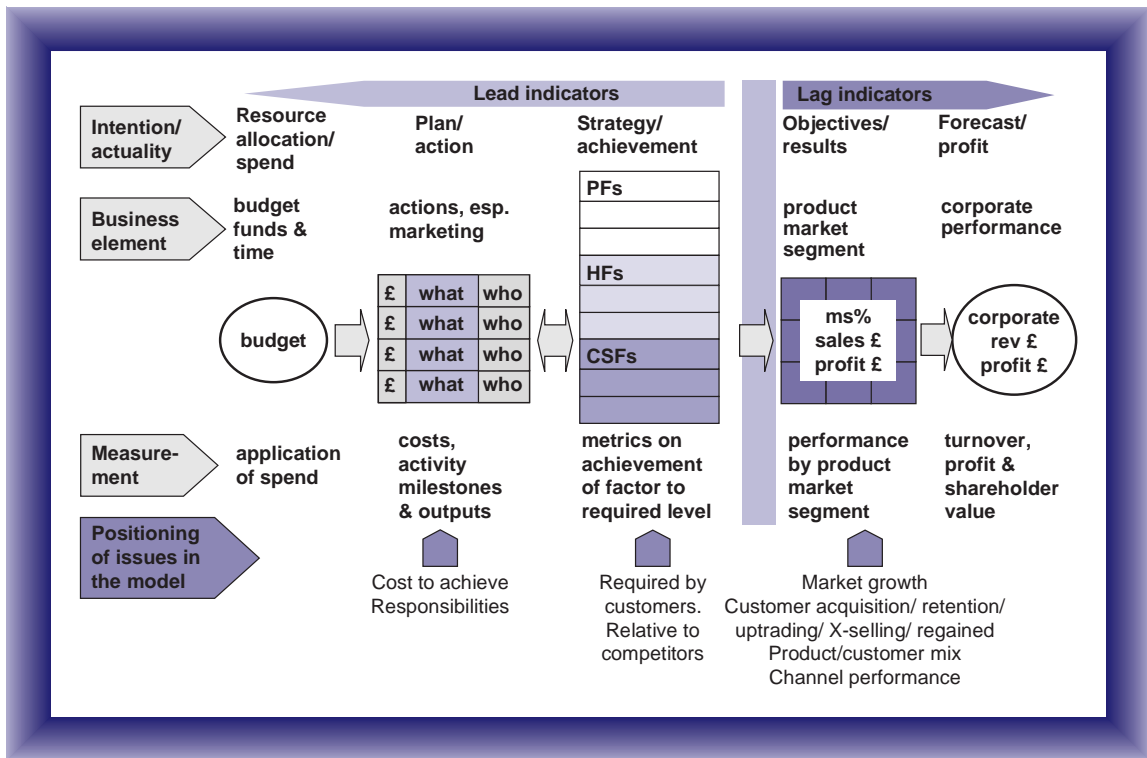 Lead indicators
Lag indicators
Intention/
actuality
Resource
allocation/
spend
Plan/
action
Strategy/
achievement
Objectives/
results
Forecast/
profit
Business
element
budget
funds &
time
actions, esp.
marketing
PFs
HFs
CSFs
product
market
segment
corporate
performance
budget
£ what who
£ what who
£ what who
£ what who
ms%
sales £
profit £
corporate
rev £
profit £
Measure-
ment
application
of spend
costs,
activity
milestones
& outputs
metrics on
achievement
of factor to
required level
performance
by product
market
segment
turnover,
profit &
shareholder
value
Positioning
of issues in
the model
Cost to achieve
Responsibilities
Required by
customers.
Relative to
competitors
Market growth
Customer acquisition/ retention/
uptrading/ X-selling/ regained
Product/customer mix
Channel performance